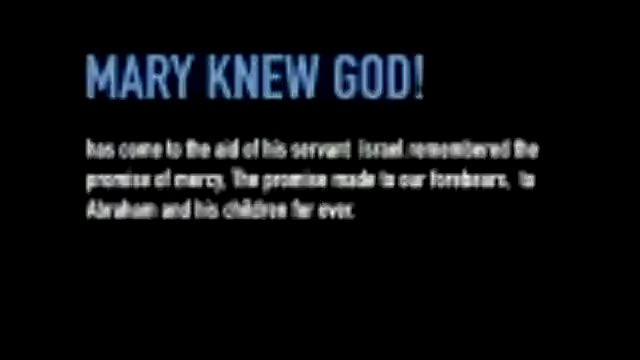 MARY KNEW GOD!
has come to the aid of his servant Israel, remembered the
promise of mercy, The promise made to our forebears, to
Abraham and his children for ever.